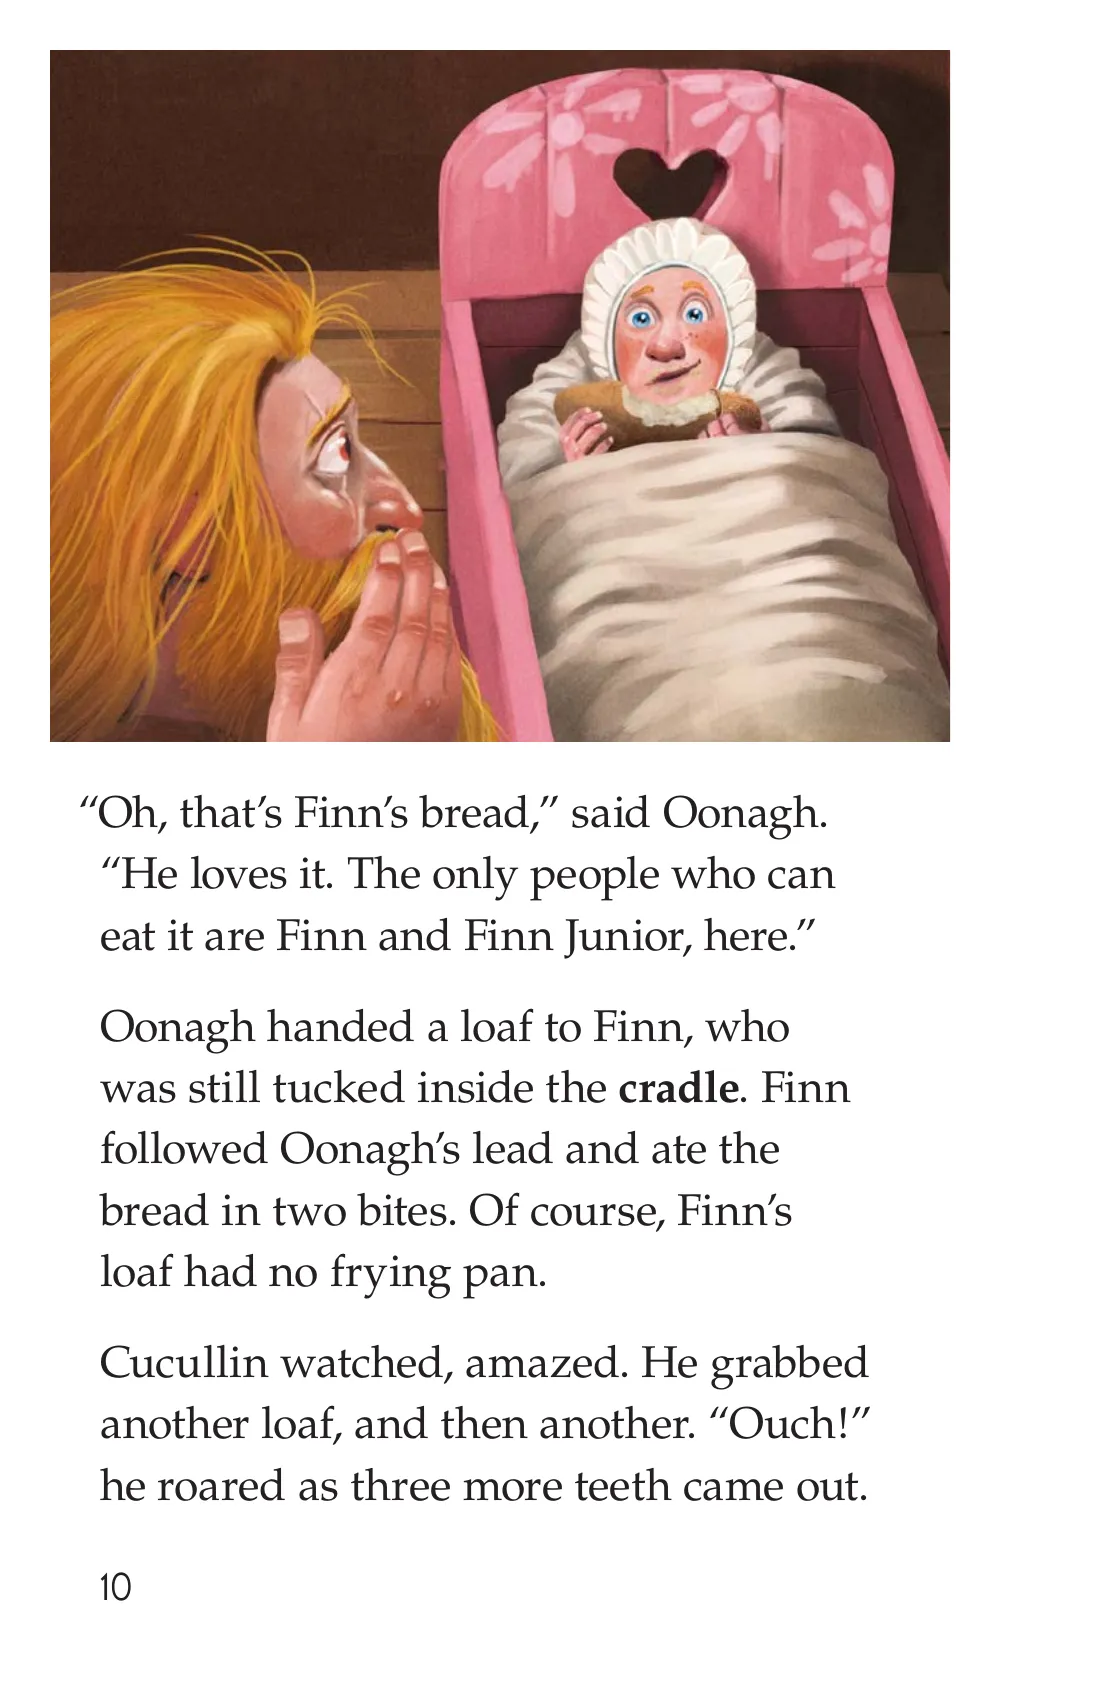 “Oh, that’s Finn’s bread,” said Oonagh.
“He loves it. The only people who can
eat it are Finn and Finn Junior, here.”
Oonagh handed a loaf to Finn, who
was still tucked inside the cradle. Finn
followed Oonagh’s lead and ate the
bread in two bites. Of course, Finn’s
loaf had no frying pan.
Cucullin watched, amazed. He grabbed
another loaf, and then another. “Ouch!”
he roared as three more teeth came out.
10